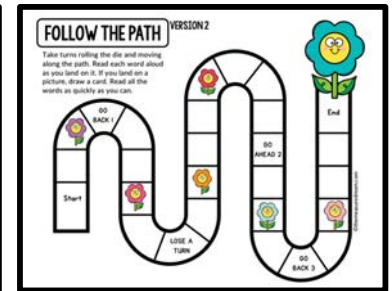 FOLLOW THE PATH
VERSION 2
Take turns rolling the die and moving
along the path. Read each word aloud
as you land on it. If you land on a
picture, draw a card. Read all the
words as quickly as you can.
GO
BACK 1
Start
LOSE A
TURN
GO
AHEAD 2
GO
BACK 3
End